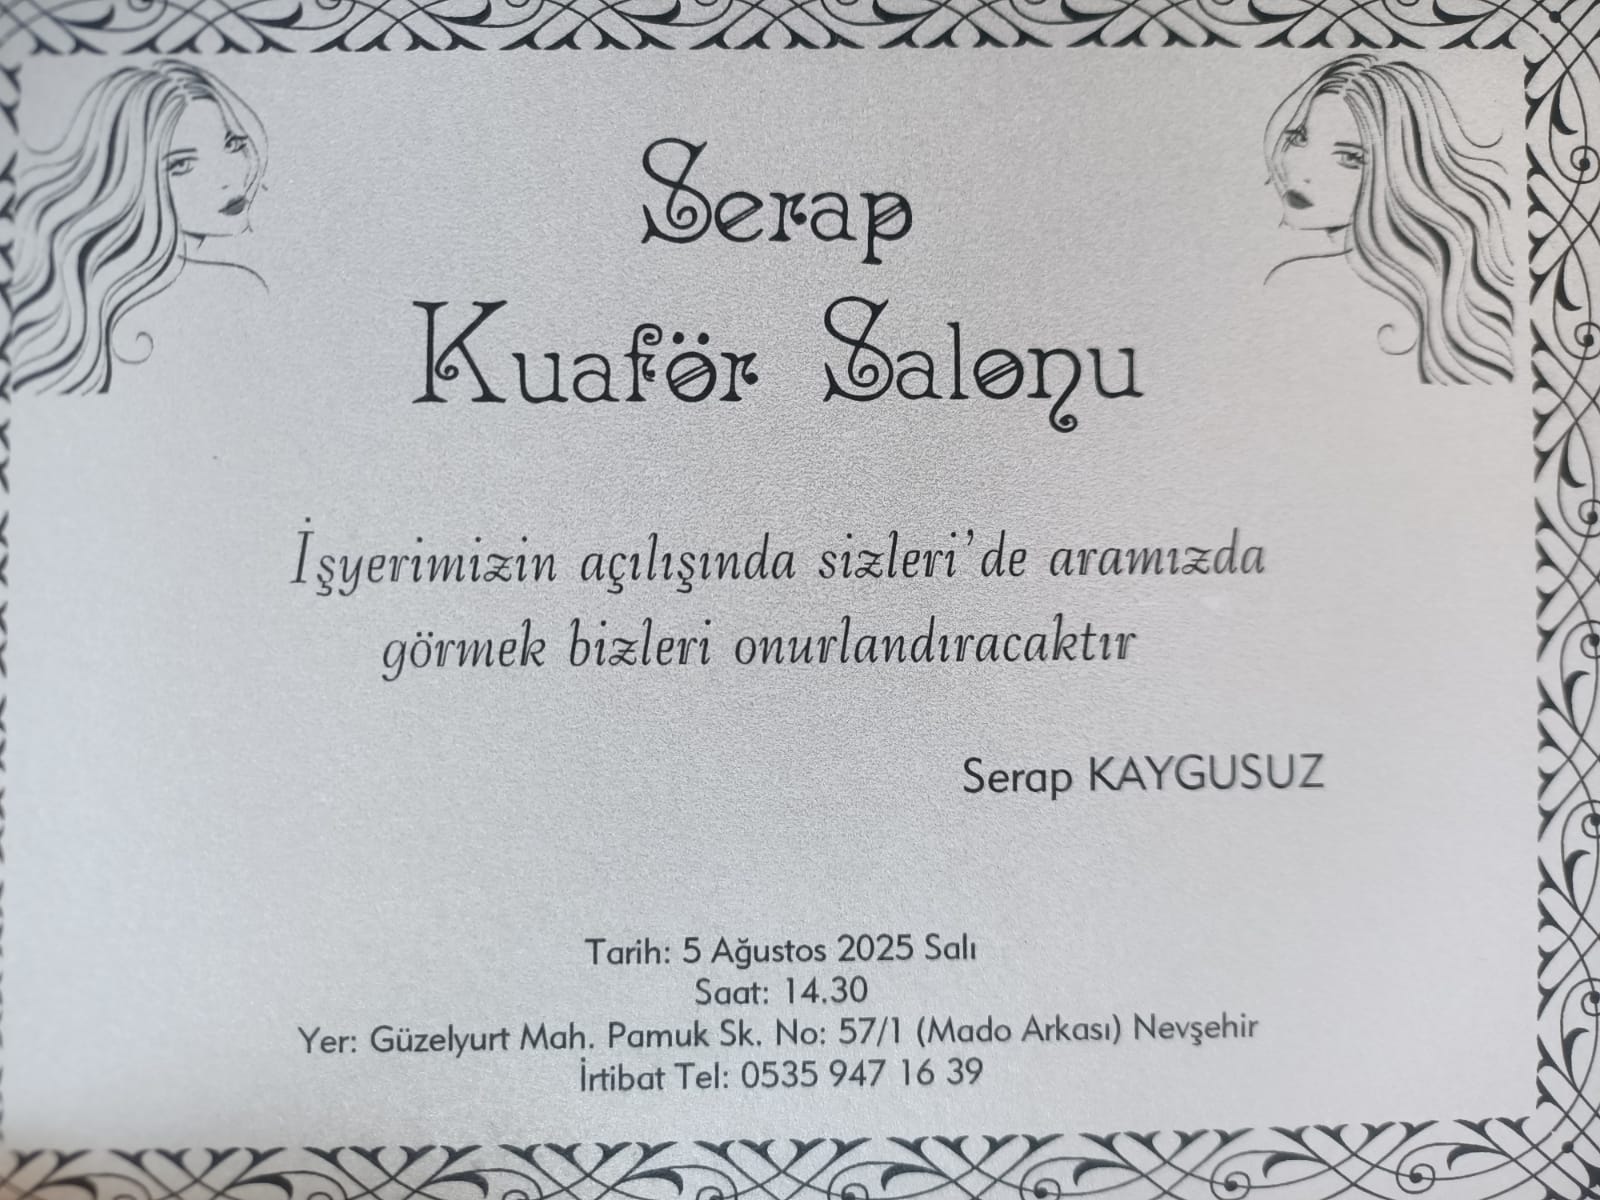 Serap
Kuaför Salonu
İşyerimizin açılışında sizleri'de aramızda
görmek bizleri onurlandıracaktır
Serap KAYGUSUZ
Tarih: 5 Ağustos 2025 Salı
Saat: 14.30
Yer: Güzelyurt Mah. Pamuk Sk. No: 57/1 (Mado Arkası) Nevşehir
İrtibat Tel: 0535 947 16 39